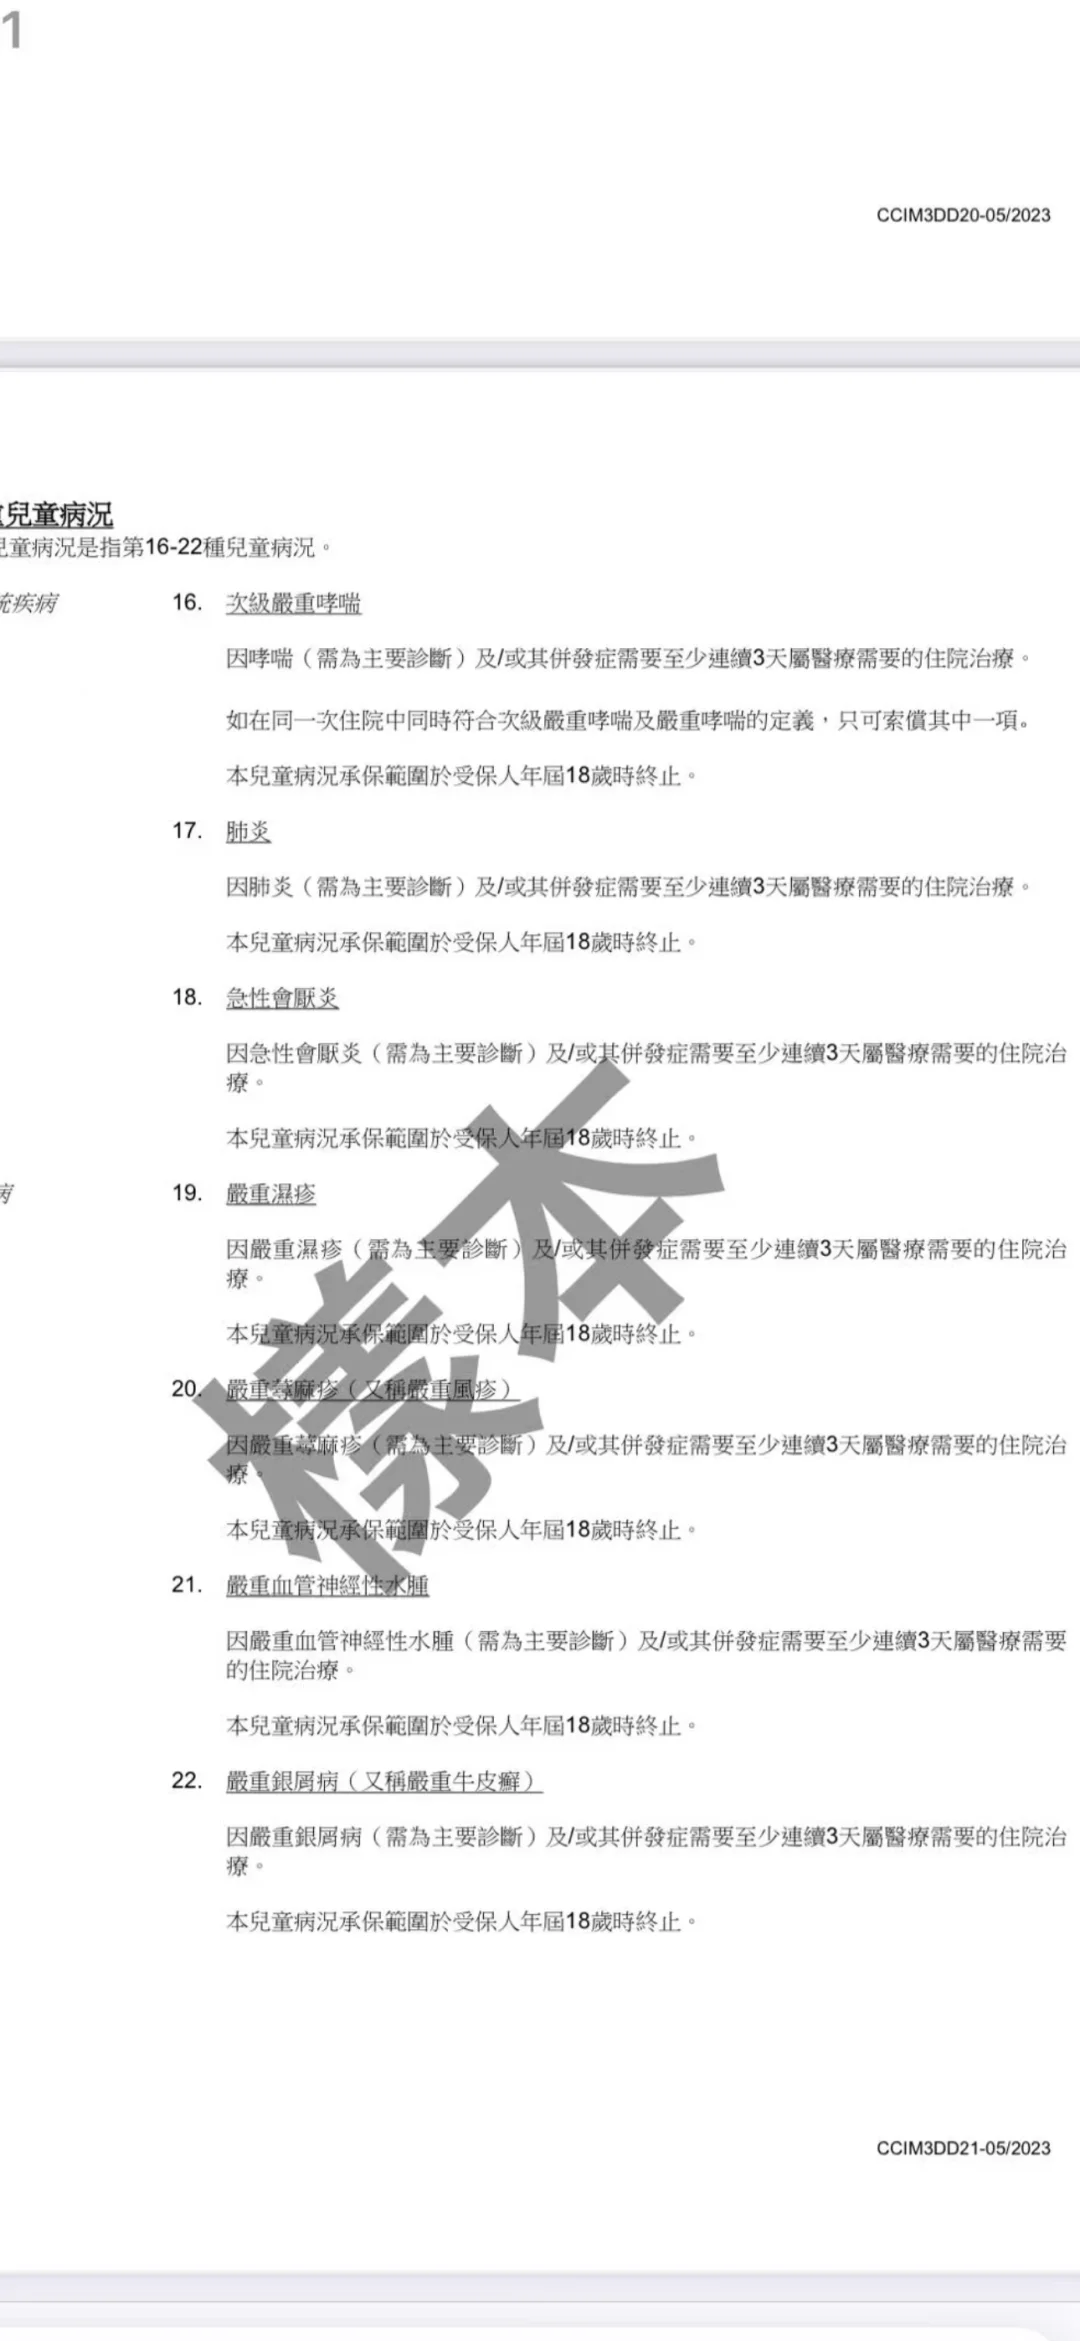 1
CCIM3DD20-05/2023
兒童病況
兒童病況是指第16-22種兒童病況。
統疾病
16. 次級嚴重哮喘
因哮喘（需為主要診斷）及/或其併發症需要至少連續3天屬醫療需要的住院治療。
如在同一次住院中同時符合次級嚴重哮喘及嚴重哮喘的定義，只可索償其中一項。
本兒童病況承保範圍於受保人年屆18歲時終止。
17. 肺炎
因肺炎（需為主要診斷）及/或其併發症需要至少連續3天屬醫療需要的住院治療。
本兒童病況承保範圍於受保人年屆18歲時終止。
18. 急性會厭炎
因急性會厭炎（需為主要診斷）及/或其併發症需要至少連續3天屬醫療需要的住院治
療。
本兒童病況承保範圍於受保人年屆18歲時終止。
病
19. 嚴重濕疹
因嚴重濕疹（需為主要診斷）及/或其併發症需要至少連續3天屬醫療需要的住院治
療。
本兒童病況承保範圍於受保人年屆18歲時終止。
20. 嚴重蕁麻疹（又稱嚴重風疹）
因嚴重蕁麻疹（需為主要診斷）及/或其併發症需要至少連續3天屬醫療需要的住院治
療。
本兒童病況承保範圍於受保人年屆18歲時終止。
21. 嚴重血管神經性水腫
因嚴重血管神經性水腫（需為主要診斷）及/或其併發症需要至少連續3天屬醫療需要
的住院治療。
本兒童病況承保範圍於受保人年屆18歲時終止。
22. 嚴重銀屑病（又稱嚴重牛皮癬）
因嚴重銀屑病（需為主要診斷）及/或其併發症需要至少連續3天屬醫療需要的住院治
療。
本兒童病況承保範圍於受保人年屆18歲時終止。
樣本
CCIM3DD21-05/2023